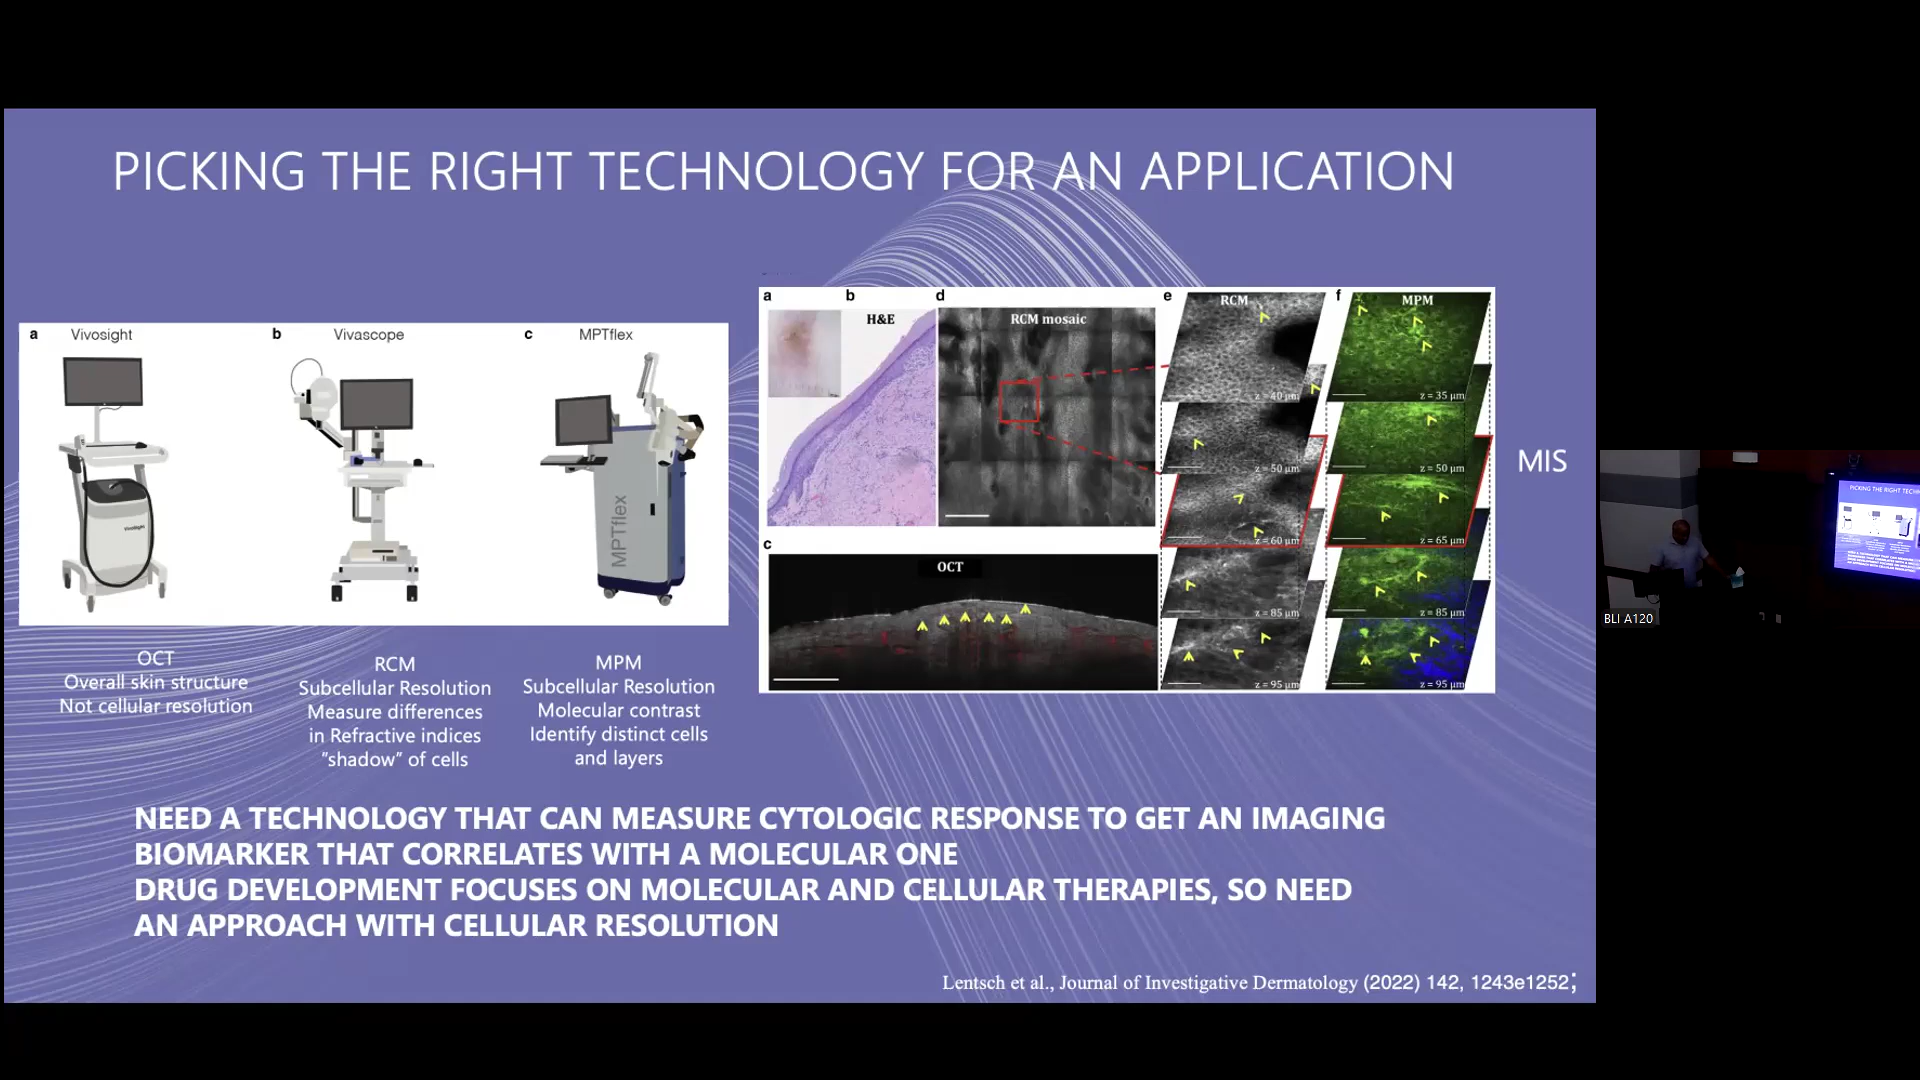 PICKING THE RIGHT TECHNOLOGY FOR AN APPLICATION
a Vivosight
b Vivascope
c MPTflex
MPTflex
OCT
Overall skin structure
Not cellular resolution
RCM
Subcellular Resolution
Measure differences
in Refractive indices
"shadow" of cells
MPM
Subcellular Resolution
Molecular contrast
Identify distinct cells
and layers
a
b
H&E
d
RCM mosaic
c
OCT
e
RCM
z = 40 μm
z = 50 μm
z = 60 μm
z = 85 μm
z = 95 μm
f
MPM
z = 35 μm
z = 50 μm
z = 65 μm
z = 85 μm
z = 95 μm
MIS
NEED A TECHNOLOGY THAT CAN MEASURE CYTOLOGIC RESPONSE TO GET AN IMAGING
BIOMARKER THAT CORRELATES WITH A MOLECULAR ONE
DRUG DEVELOPMENT FOCUSES ON MOLECULAR AND CELLULAR THERAPIES, SO NEED
AN APPROACH WITH CELLULAR RESOLUTION
Lentsch et al., Journal of Investigative Dermatology (2022) 142, 1243e1252;
PICKING THE RIGHT TECHN
BLI A120